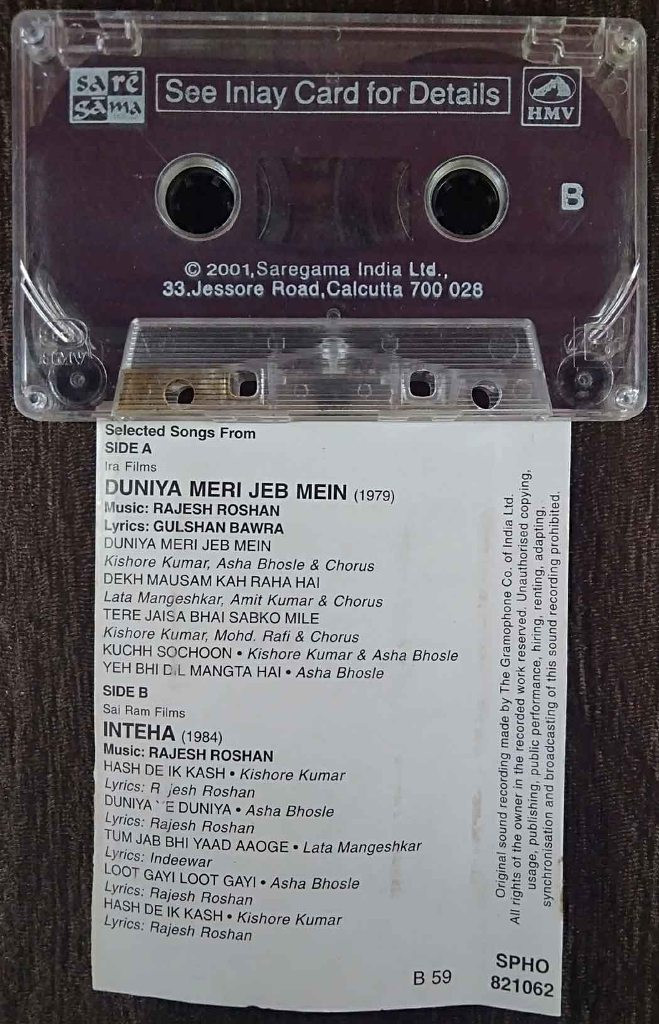 sa rē
gā ma
See Inlay Card for Details
HMV
B
© 2001, Saregama India Ltd.,
33, Jessore Road, Calcutta 700 028
HMV
Selected Songs From
SIDE A
Ira Films
DUNIYA MERI JEB MEIN (1979)
Music: RAJESH ROSHAN
Lyrics: GULSHAN BAWRA
DUNIYA MERI JEB MEIN
Kishore Kumar, Asha Bhosle & Chorus
DEKH MAUSAM KAH RAHA HAI
Lata Mangeshkar, Amit Kumar & Chorus
TERE JAISA BHAI SABKO MILE
Kishore Kumar, Mohd. Rafi & Chorus
KUCHH SOCHOON • Kishore Kumar & Asha Bhosle
YEH BHI DIL MANGTA HAI • Asha Bhosle
SIDE B
Sai Ram Films
INTEHA (1984)
Music: RAJESH ROSHAN
HASH DE IK KASH • Kishore Kumar
Lyrics: Rajesh Roshan
DUNIYA YE DUNIYA • Asha Bhosle
Lyrics: Rajesh Roshan
TUM JAB BHI YAAD AAOGE • Lata Mangeshkar
Lyrics: Indeewar
LOOT GAYI LOOT GAYI • Asha Bhosle
Lyrics: Rajesh Roshan
HASH DE IK KASH • Kishore Kumar
Lyrics: Rajesh Roshan
Original sound recording made by The Gramophone Co. of India Ltd.
All rights of the owner in the recorded work reserved. Unauthorised copying,
usage, publishing, public performance, hiring, renting, adapting,
synchronisation and broadcasting of this sound recording prohibited.
B 59
SPHO
821062